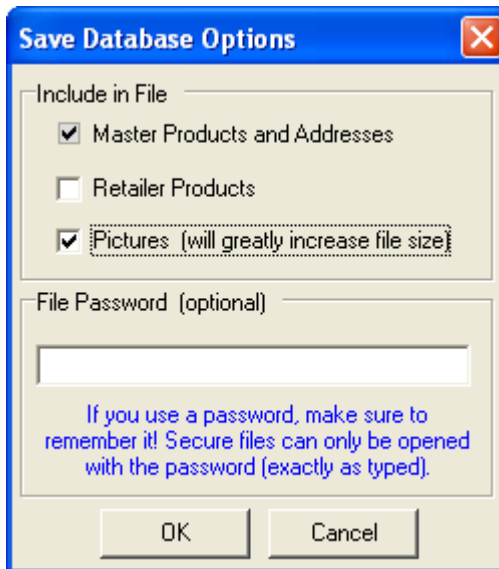 Save Database Options
Include in File
Master Products and Addresses
Retailer Products
Pictures (will greatly increase file size)
File Password (optional)
If you use a password, make sure to
remember it! Secure files can only be opened
with the password (exactly as typed).
OK Cancel